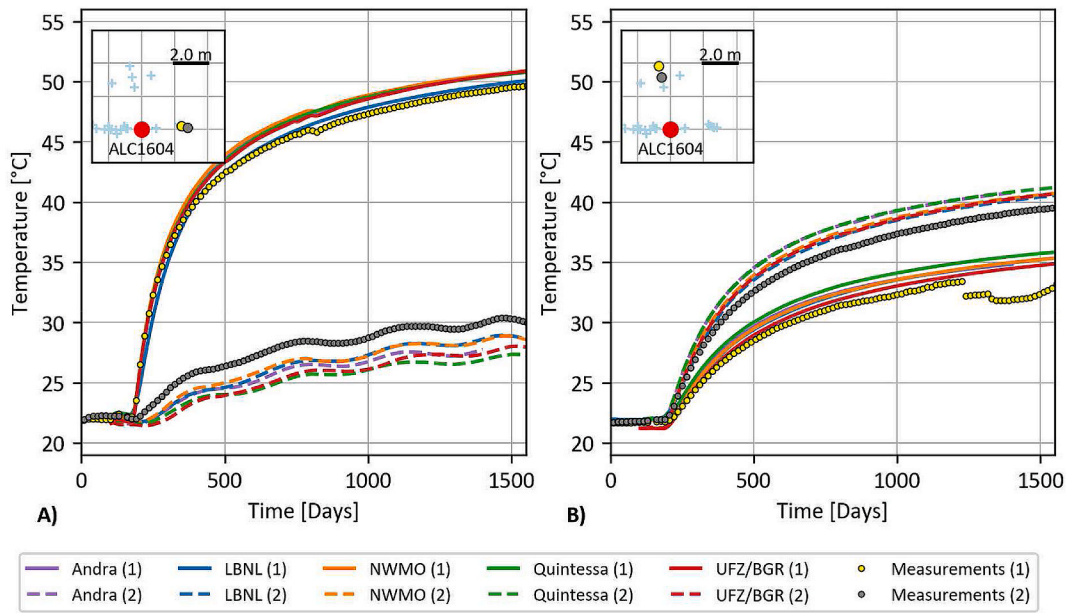 55
50
45
40
35
30
25
20
Temperature [°C]
2.0 m
ALC1604
0
500
1000
1500
Time [Days]
A)
55
50
45
40
35
30
25
20
Temperature [°C]
2.0 m
ALC1604
0
500
1000
1500
Time [Days]
B)
Andra (1) LBNL (1) NWMO (1) Quintessa (1) UFZ/BGR (1) Measurements (1)
Andra (2) LBNL (2) NWMO (2) Quintessa (2) UFZ/BGR (2) Measurements (2)